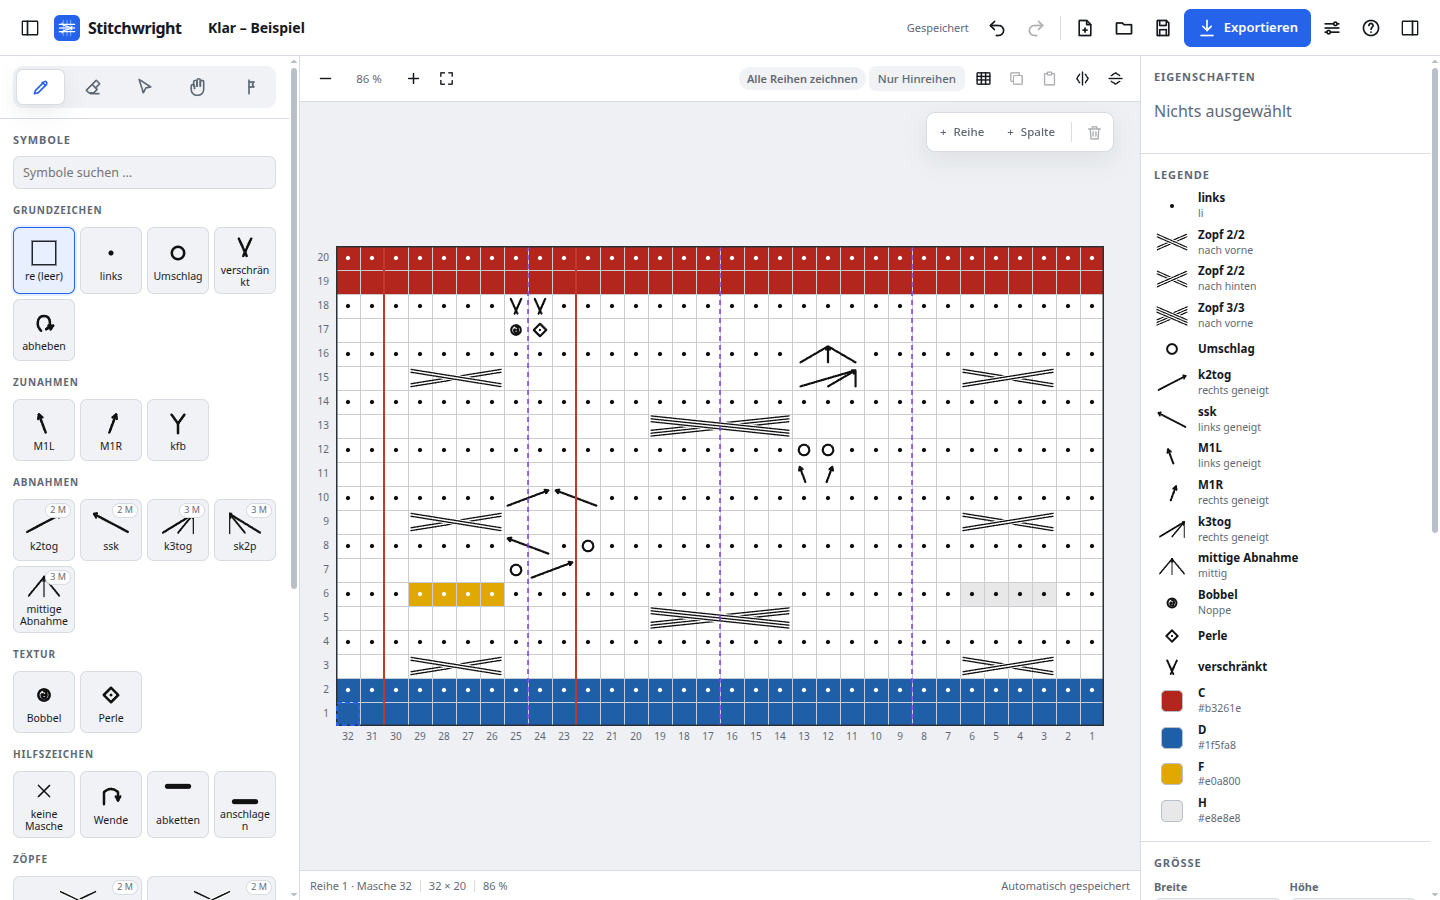 Stitchwright
Klar – Beispiel
Gespeichert
Exportieren
86 %
Alle Reihen zeichnen
Nur Hinreihen
+ Reihe
+ Spalte
SYMBOLE
Symbole suchen ...
GRUNDZEICHEN
re (leer)
links
Umschlag
verschrän
kt
abheben
ZUNAHMEN
M1L
M1R
kfb
ABNAHMEN
2 M
k2tog
2 M
ssk
3 M
k3tog
3 M
sk2p
3 M
mittige
Abnahme
TEXTUR
Bobbel
Perle
HILFSZEICHEN
keine
Masche
Wende
abketten
anschlage
n
ZÖPFE
2 M
2 M
20
19
18
17
16
15
14
13
12
11
10
9
8
7
6
5
4
3
2
1
32 31 30 29 28 27 26 25 24 23 22 21 20 19 18 17 16 15 14 13 12 11 10 9 8 7 6 5 4 3 2 1
Reihe 1 · Masche 32
32 × 20
86 %
Automatisch gespeichert
EIGENSCHAFTEN
Nichts ausgewählt
LEGENDE
links
li
Zopf 2/2
nach vorne
Zopf 2/2
nach hinten
Zopf 3/3
nach vorne
Umschlag
k2tog
rechts geneigt
ssk
links geneigt
M1L
links geneigt
M1R
rechts geneigt
k3tog
rechts geneigt
mittige Abnahme
mittig
Bobbel
Noppe
Perle
verschränkt
C
#b3261e
D
#1f5fa8
F
#e0a800
H
#e8e8e8
GRÖSSE
Breite
Höhe